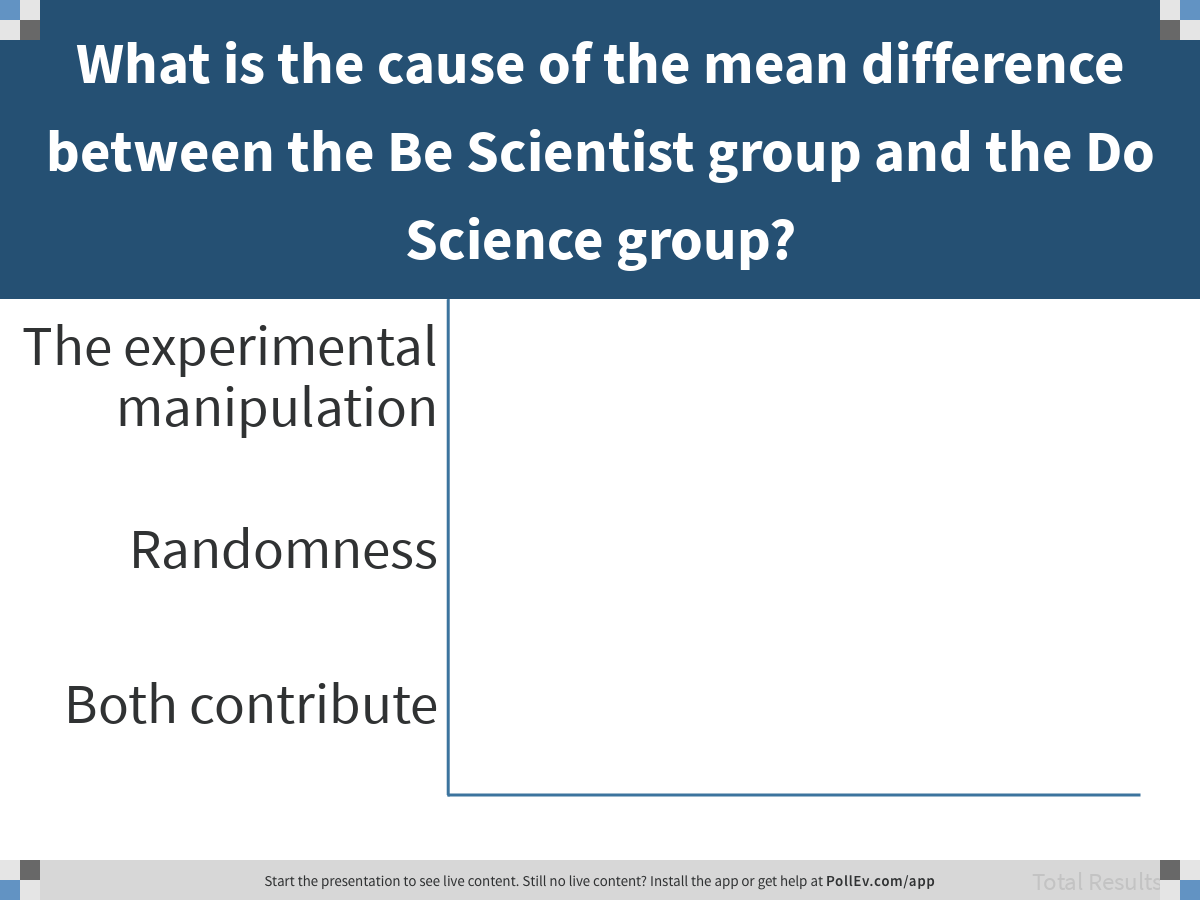 What is the cause of the mean difference
between the Be Scientist group and the Do
Science group?
The experimental
manipulation
Randomness
Both contribute
Start the presentation to see live content. Still no live content? Install the app or get help at PollEv.com/app
Total Results